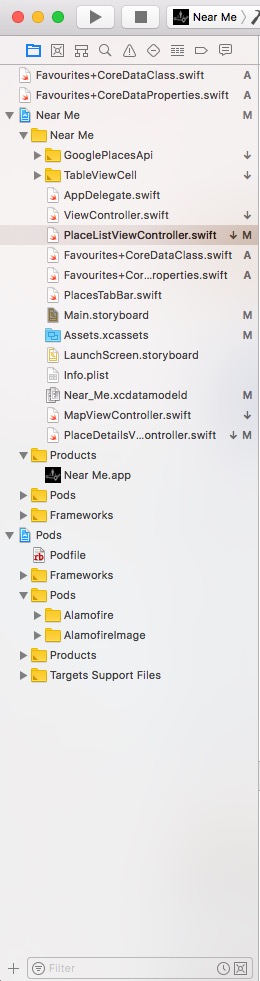 Near Me
Favourites+CoreDataClass.swift A
Favourites+CoreDataProperties.swift A
Near Me M
Near Me
GooglePlacesApi
TableViewCell
AppDelegate.swift
ViewController.swift
PlaceListViewController.swift M
Favourites+CoreDataClass.swift A
Favourites+Cor...roperties.swift A
PlacesTabBar.swift
Main.storyboard M
Assets.xcassets M
LaunchScreen.storyboard
Info.plist
Near_Me.xcdatamodeld M
MapViewController.swift
PlaceDetailsV...ontroller.swift M
Products
Near Me.app
Pods
Frameworks
Pods
rb Podfile
Frameworks
Pods
Alamofire
AlamofireImage
Products
Targets Support Files
Filter